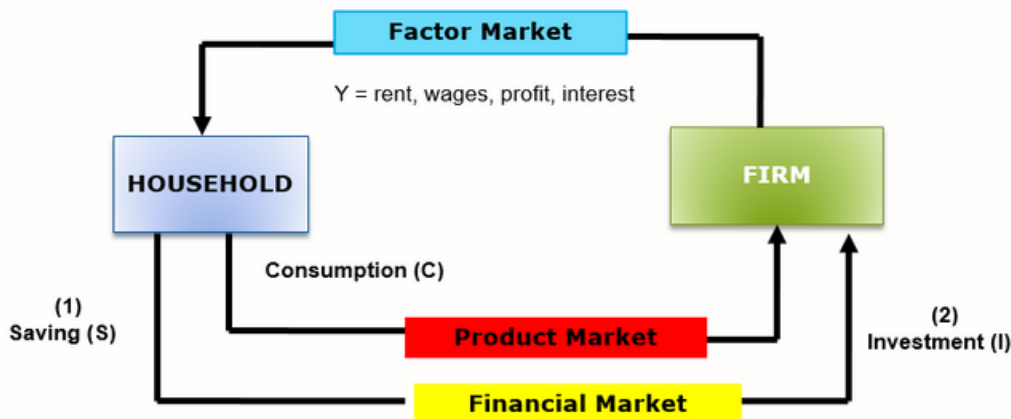 Factor Market
Y = rent, wages, profit, interest
HOUSEHOLD
FIRM
Consumption (C)
(1)
Saving (S)
Product Market
(2)
Investment (I)
Financial Market